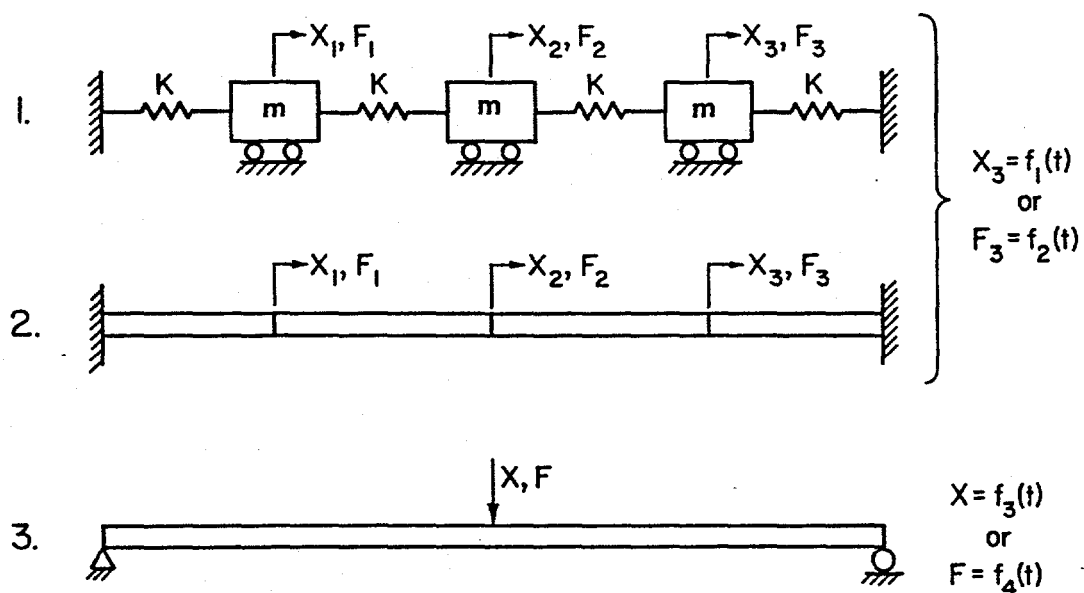 1.
X₁, F₁
X₂, F₂
X₃, F₃
K
K
K
K
m
m
m
X₃ = f₁(t)
or
F₃ = f₂(t)
2.
X₁, F₁
X₂, F₂
X₃, F₃
3.
X, F
X = f₃(t)
or
F = f₄(t)